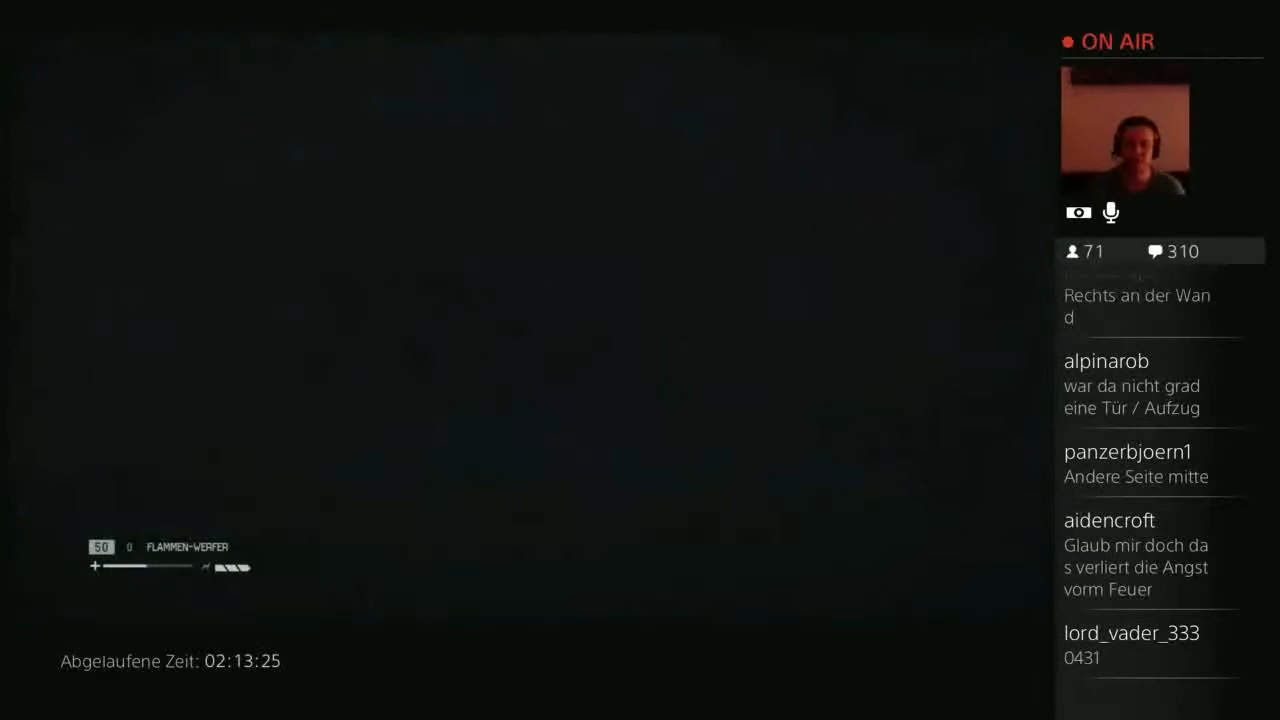 ON AIR
71
310
Rechts an der Wan
d
alpinarob
war da nicht grad
eine Tür / Aufzug
panzerbjoern1
Andere Seite mitte
aidencroft
Glaub mir doch da
s verliert die Angst
vorm Feuer
lord_vader_333
0431
50 0 FLAMMEN-WERFER
Abgelaufene Zeit: 02:13:25